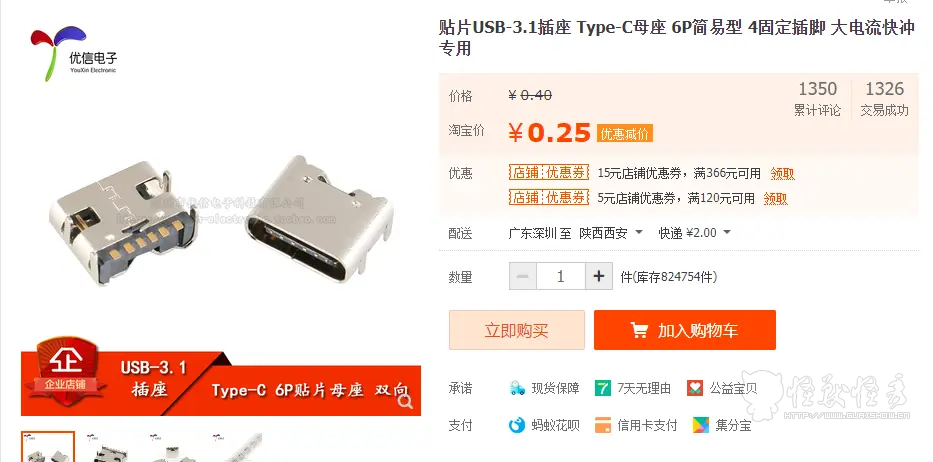 优信电子
YouXin Electronic
贴片USB-3.1插座 Type-C母座 6P简易型 4固定插脚 大电流快冲
专用
价格
¥ 0.40
1350
累计评论
1326
交易成功
淘宝价
¥0.25
优惠减价
优惠
店铺 优惠券
15元店铺优惠券，满366元可用
领取
店铺 优惠券
5元店铺优惠券，满120元可用
领取
配送
广东深圳 至 陕西西安
快递 ¥2.00
数量
1
件(库存824754件)
立即购买
加入购物车
企
企业店铺
USB-3.1
插座
Type-C 6P贴片母座 双向
承诺
现货保障
7天无理由
公益宝贝
支付
蚂蚁花呗
信用卡支付
集分宝
HTTP://WWW.GUAISHOW.CN